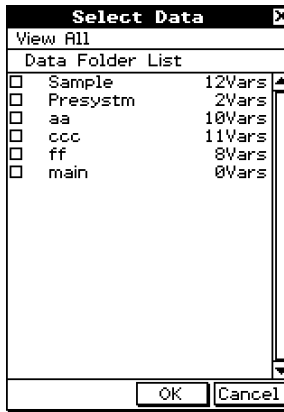 Select Data
View All
Data Folder List
Sample 12Vars
Presystm 2Vars
aa 10Vars
ccc 11Vars
ff 8Vars
main 0Vars
OK Cancel